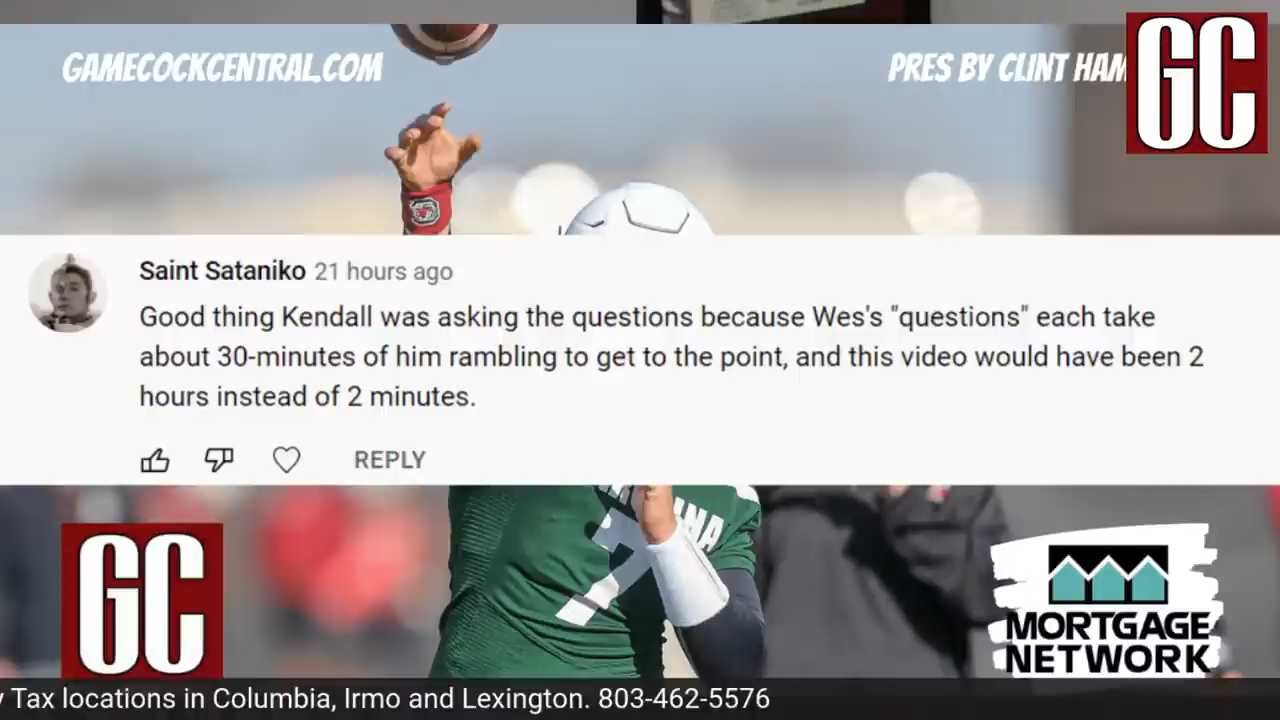 GAMECOCKCENTRAL.COM
PRES BY CLINT HAM
GC
Saint Sataniko 21 hours ago
Good thing Kendall was asking the questions because Wes's "questions" each take
about 30-minutes of him rambling to get to the point, and this video would have been 2
hours instead of 2 minutes.
REPLY
INA
7
GC
MORTGAGE
NETWORK
Tax locations in Columbia, Irmo and Lexington. 803-462-5576